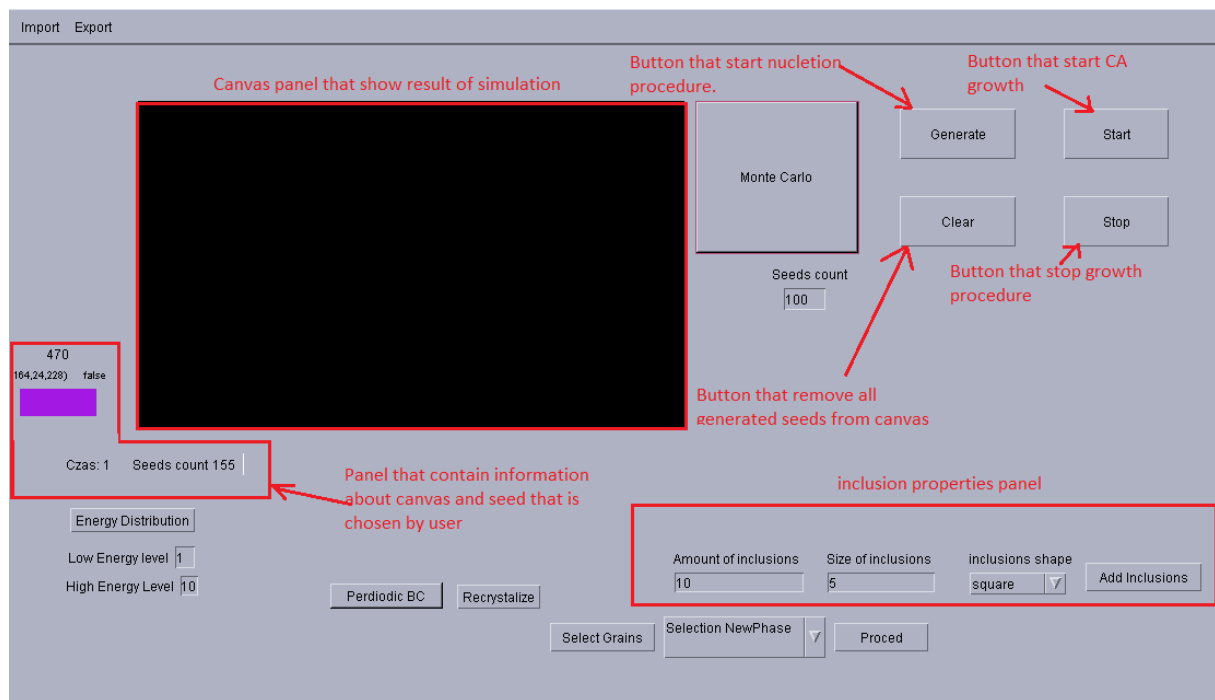 Import Export
Canvas panel that show result of simulation
Button that start nucletion
procedure.
Button that start CA
growth
Monte Carlo
Generate
Start
Clear
Stop
Seeds count
100
Button that stop growth
procedure
Button that remove all
generated seeds from canvas
470
164,24,228) false
Czas: 1 Seeds count 155
Panel that contain information
about canvas and seed that is
chosen by user
Energy Distribution
Low Energy level 1
High Energy Level 10
Perdiodic BC
Recrystalize
inclusion properties panel
Amount of inclusions Size of inclusions inclusions shape
10 5 square Add Inclusions
Select Grains Selection NewPhase Proced